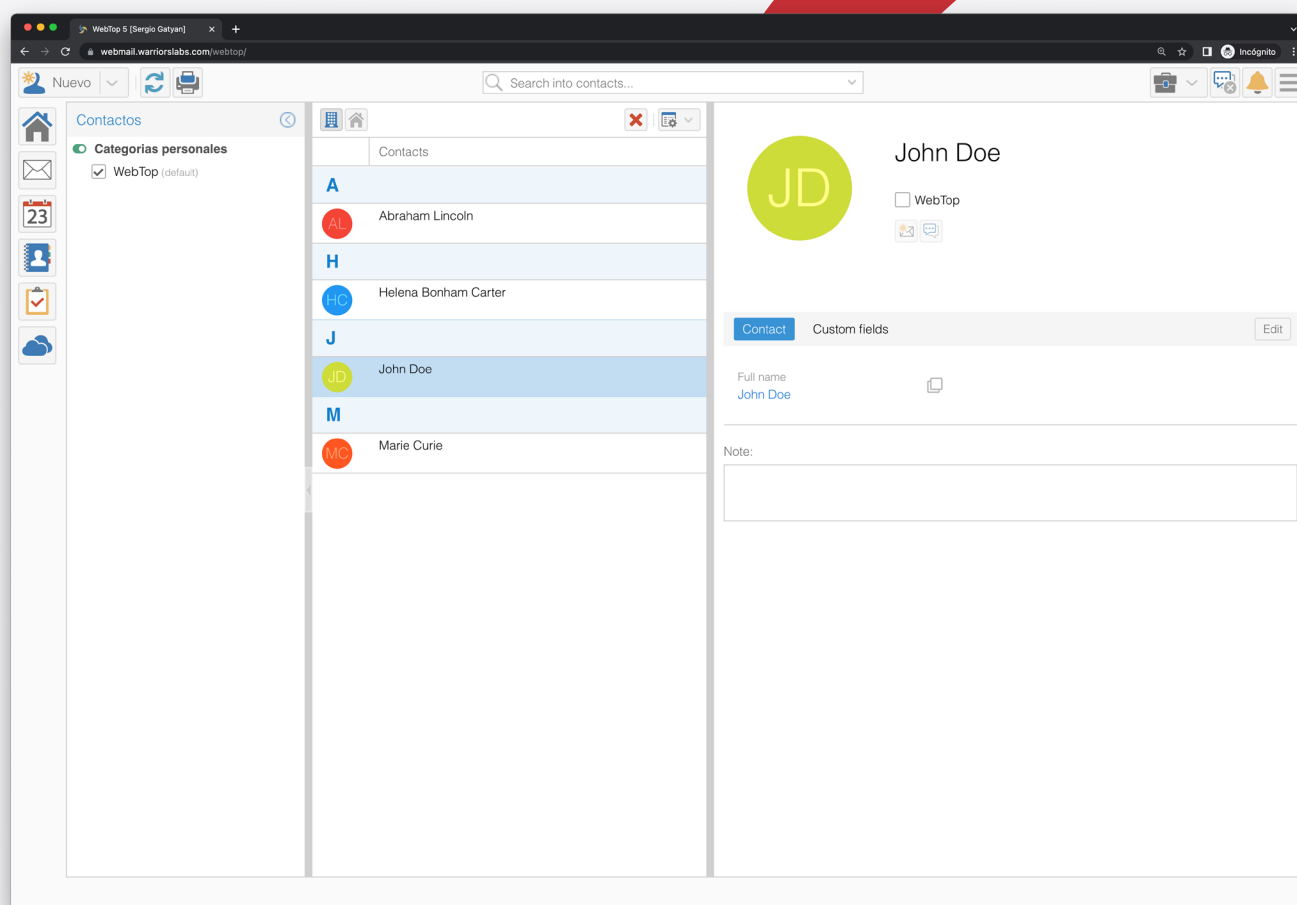 WebTop 5 [Sergio Gatyan]
webmail.warriorslabs.com/webtop/
Incógnito
Nuevo
Search into contacts...
23
Contactos
Categorias personales
WebTop (default)
Contacts
A
AL Abraham Lincoln
H
HC Helena Bonham Carter
J
JD John Doe
M
MC Marie Curie
JD
John Doe
WebTop
Contact Custom fields Edit
Full name
John Doe
Note: